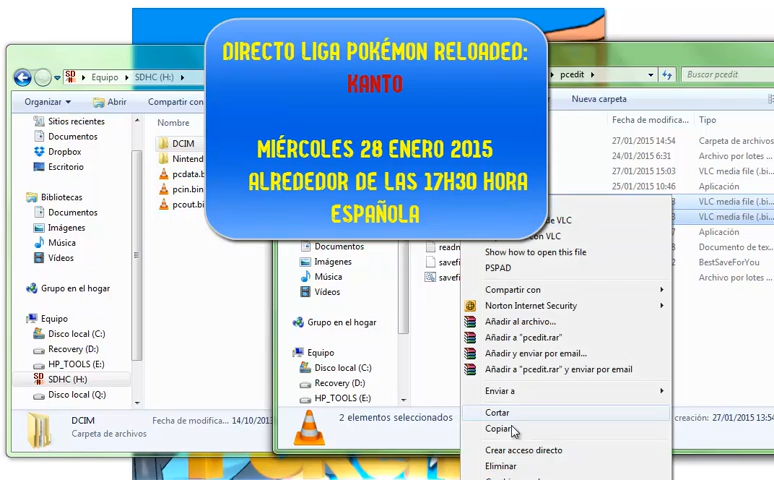 DIRECTO LIGA POKÉMON RELOADED:
KANTO
MIÉRCOLES 28 ENERO 2015
ALREDEDOR DE LAS 17H30 HORA
ESPAÑOLA
Equipo ▸ SDHC (H:) ▸
Organizar
Abrir
Compartir con
Sitios recientes
Documentos
Dropbox
Escritorio
Bibliotecas
Documentos
Imágenes
Música
Vídeos
Grupo en el hogar
Equipo
Disco local (C:)
Recovery (D:)
HP_TOOLS (E:)
SDHC (H:)
Disco local (Q:)
Nombre
DCIM
Nintend
pcdata.b
pcin.bin
pcout.bi
DCIM
Fecha de modifica... 14/10/2013
Carpeta de archivos
pcedit ▸
Buscar pcedit
Nueva carpeta
Fecha de modifica...
Tipo
27/01/2015 14:54
Carpeta de archivos
24/01/2015 6:31
Archivo por lotes
27/01/2015 15:03
VLC media file (.bi...
25/01/2015 10:46
Aplicación
VLC media file (.bi...
VLC media file (.bi...
Aplicación
Documento de tex...
BestSaveForYou
Archivo por lotes
Documentos
Imágenes
Música
Vídeos
Grupo en el hogar
Equipo
Disco local (C:)
Recovery (D:)
HP_TOOLS (E:)
readn
savefi
savefi
de VLC
con VLC
Show how to open this file
PSPAD
Compartir con
Norton Internet Security
Añadir al archivo...
Añadir a "pcedit.rar"
Añadir y enviar por email...
Añadir a "pcedit.rar" y enviar por email
Enviar a
Cortar
Copiar
Crear acceso directo
Eliminar
2 elementos seleccionados
creación: 27/01/2015 13:54